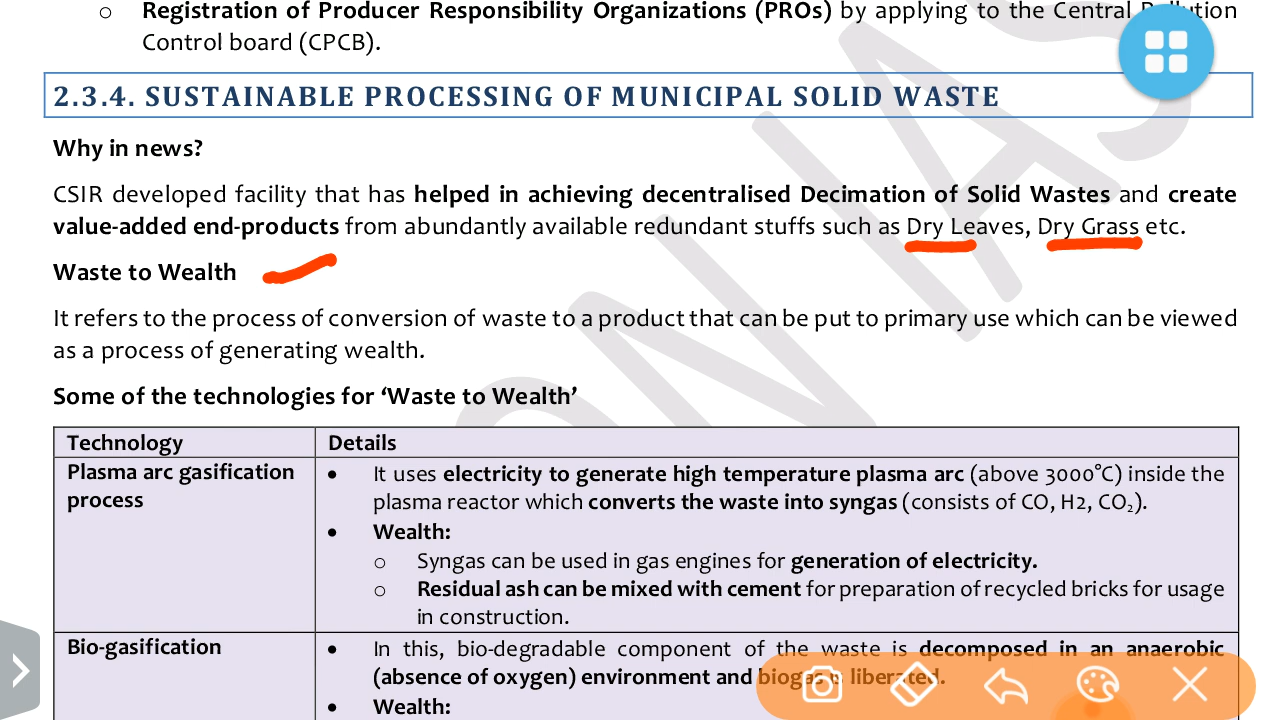 o Registration of Producer Responsibility Organizations (PROs) by applying to the Central Pollution
Control board (CPCB).
2.3.4. SUSTAINABLE PROCESSING OF MUNICIPAL SOLID WASTE
Why in news?
CSIR developed facility that has helped in achieving decentralised Decimation of Solid Wastes and create
value-added end-products from abundantly available redundant stuffs such as Dry Leaves, Dry Grass etc.
Waste to Wealth
It refers to the process of conversion of waste to a product that can be put to primary use which can be viewed
as a process of generating wealth.
Some of the technologies for ‘Waste to Wealth’
Technology Details
Plasma arc gasification process
• It uses electricity to generate high temperature plasma arc (above 3000°C) inside the
plasma reactor which converts the waste into syngas (consists of CO, H2, CO₂).
• Wealth:
o Syngas can be used in gas engines for generation of electricity.
o Residual ash can be mixed with cement for preparation of recycled bricks for usage
in construction.
Bio-gasification
• In this, bio-degradable component of the waste is decomposed in an anaerobic
(absence of oxygen) environment and biogas is liberated.
• Wealth:
ON IAS